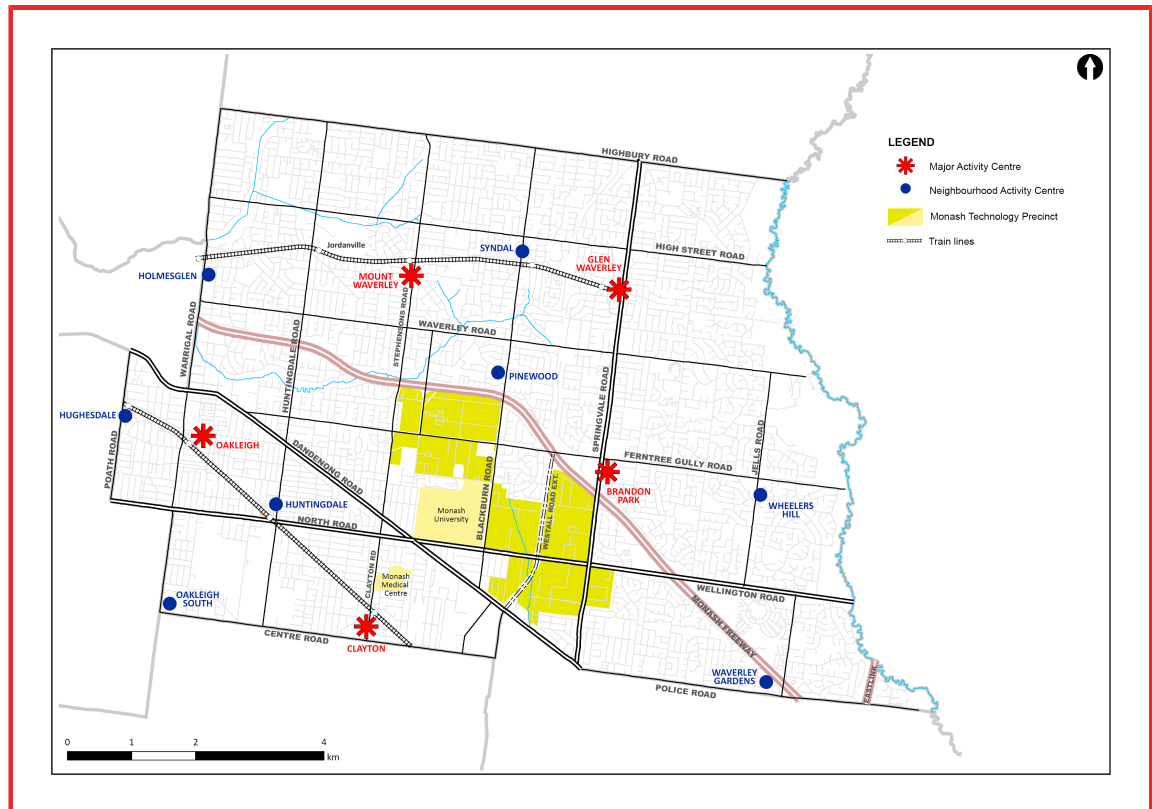 HIGHBURY ROAD
LEGEND
Major Activity Centre
Neighbourhood Activity Centre
Monash Technology Precinct
Train lines
Jordanville
SYNDAL
GLEN
WAVERLEY
HIGH STREET ROAD
HOLMESGLEN
MOUNT
WAVERLEY
WARRIGAL ROAD
HUNTINGDALE ROAD
STEPHENSONS ROAD
WAVERLEY ROAD
PINEWOOD
SPRINGVALE ROAD
HUGHESDALE
OAKLEIGH
POATH ROAD
DANDENONG ROAD
FERNTREE GULLY ROAD
JELLS ROAD
BRANDON
PARK
WHEELERS
HILL
HUNTINGDALE
NORTH ROAD
Monash
University
BLACKBURN ROAD
WESTALL ROAD EXT.
CLAYTON RD
Monash
Medical
Centre
WELLINGTON ROAD
OAKLEIGH
SOUTH
CENTRE ROAD
CLAYTON
MONASH FREEWAY
WAVERLEY
GARDENS
POLICE ROAD
EASTLINK
0 1 2 4
km